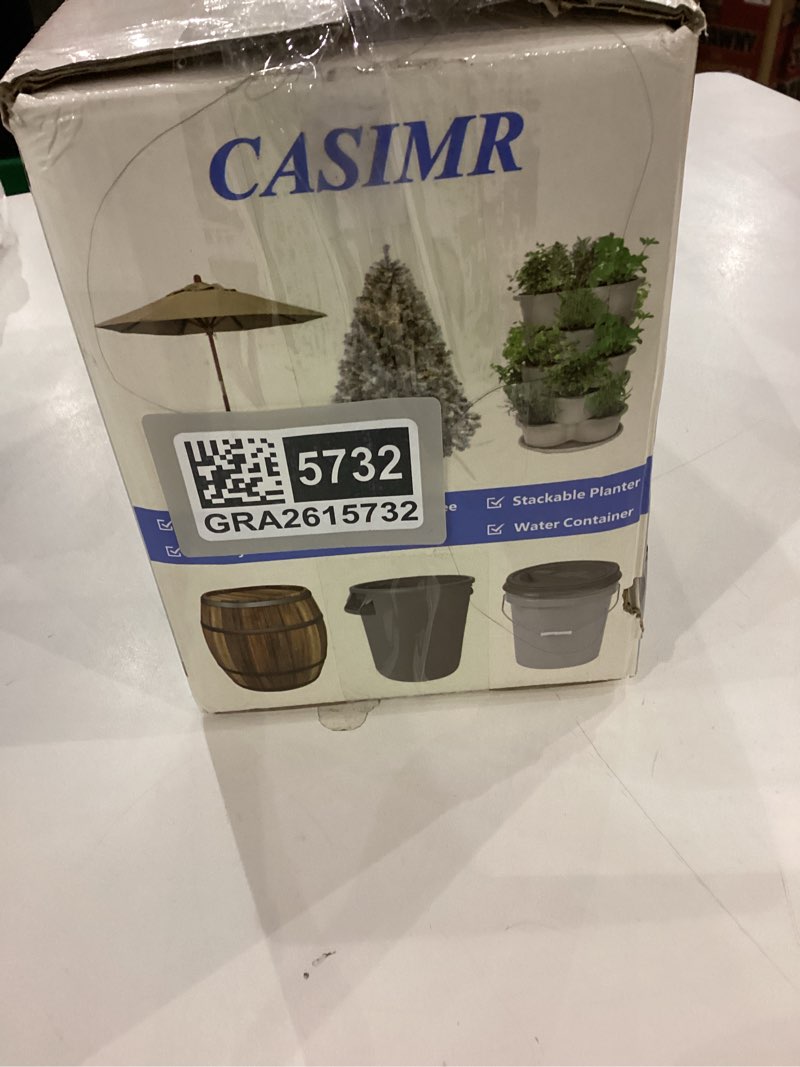 CASIMR
5732
GRA2615732
Stackable Planter
Water Container